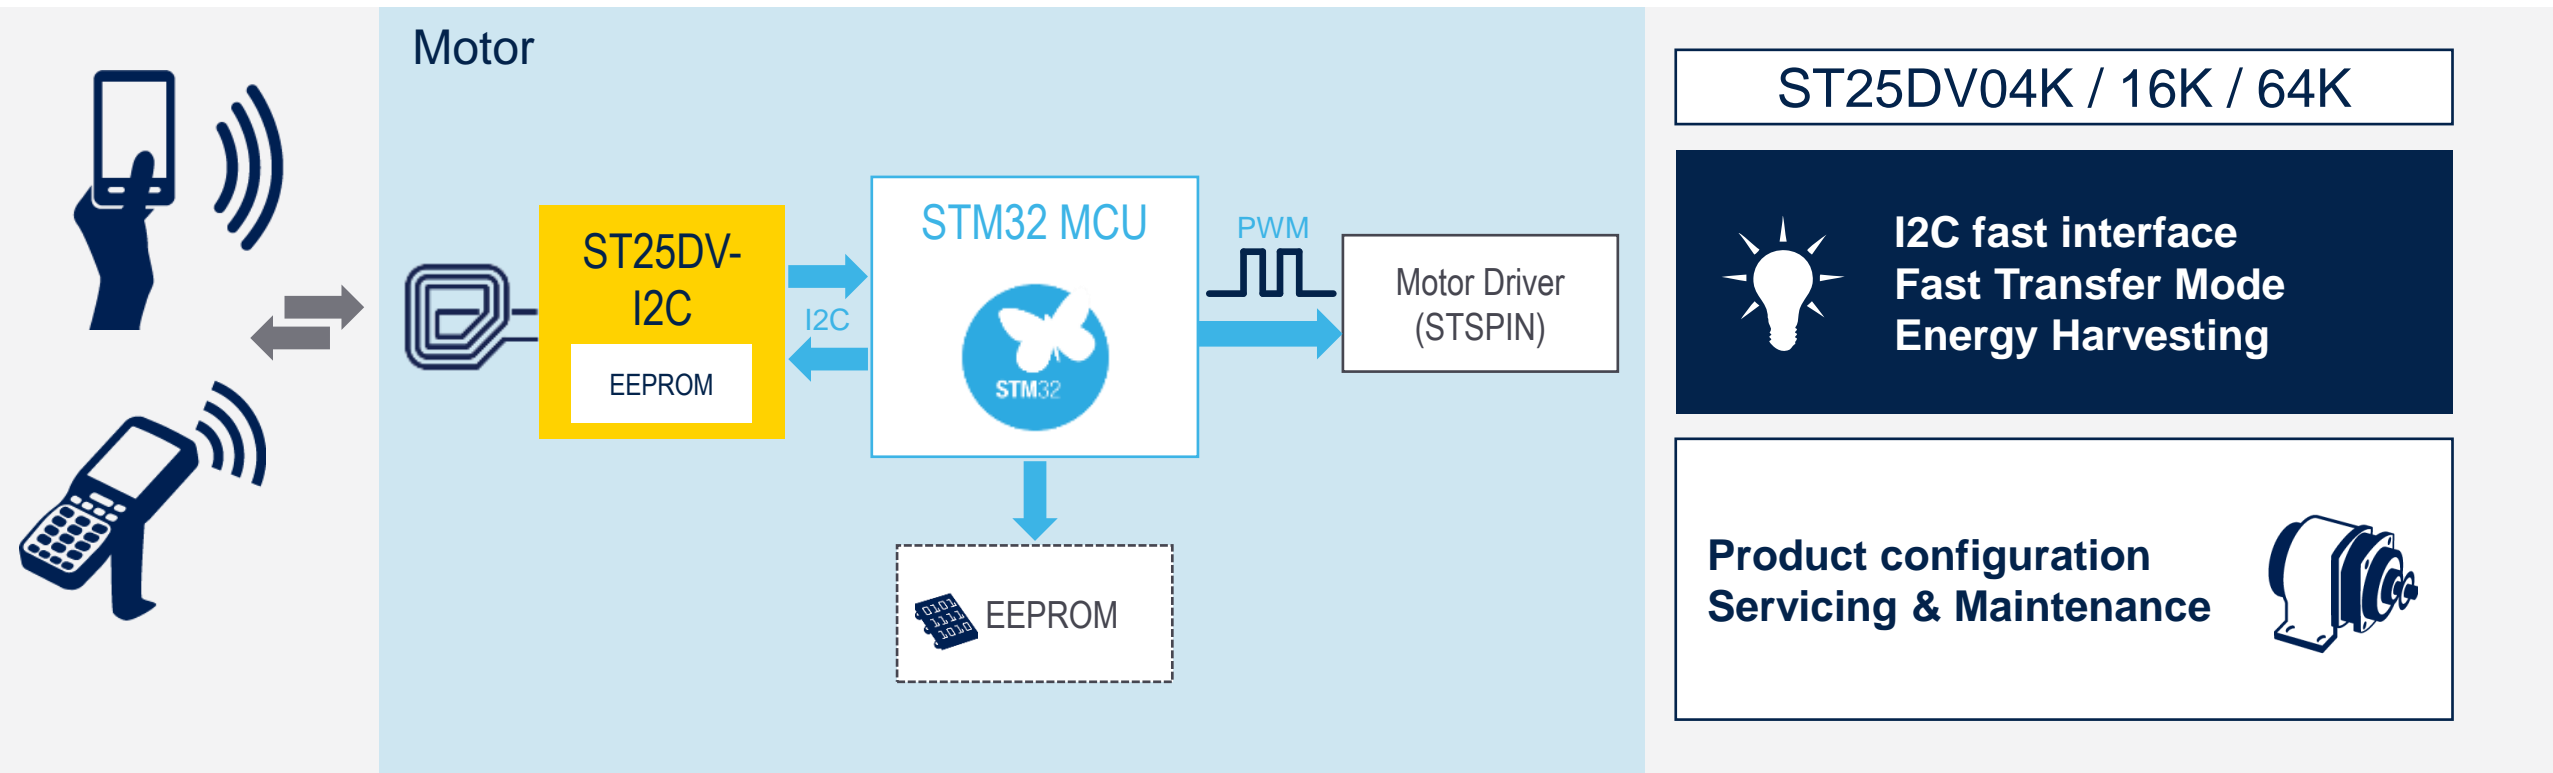 Motor
ST25DV-
I2C
EEPROM
I2C
STM32 MCU
STM32
PWM
Motor Driver
(STSPIN)
0101
1111
1010
EEPROM
ST25DV04K / 16K / 64K
I2C fast interface
Fast Transfer Mode
Energy Harvesting
Product configuration
Servicing & Maintenance